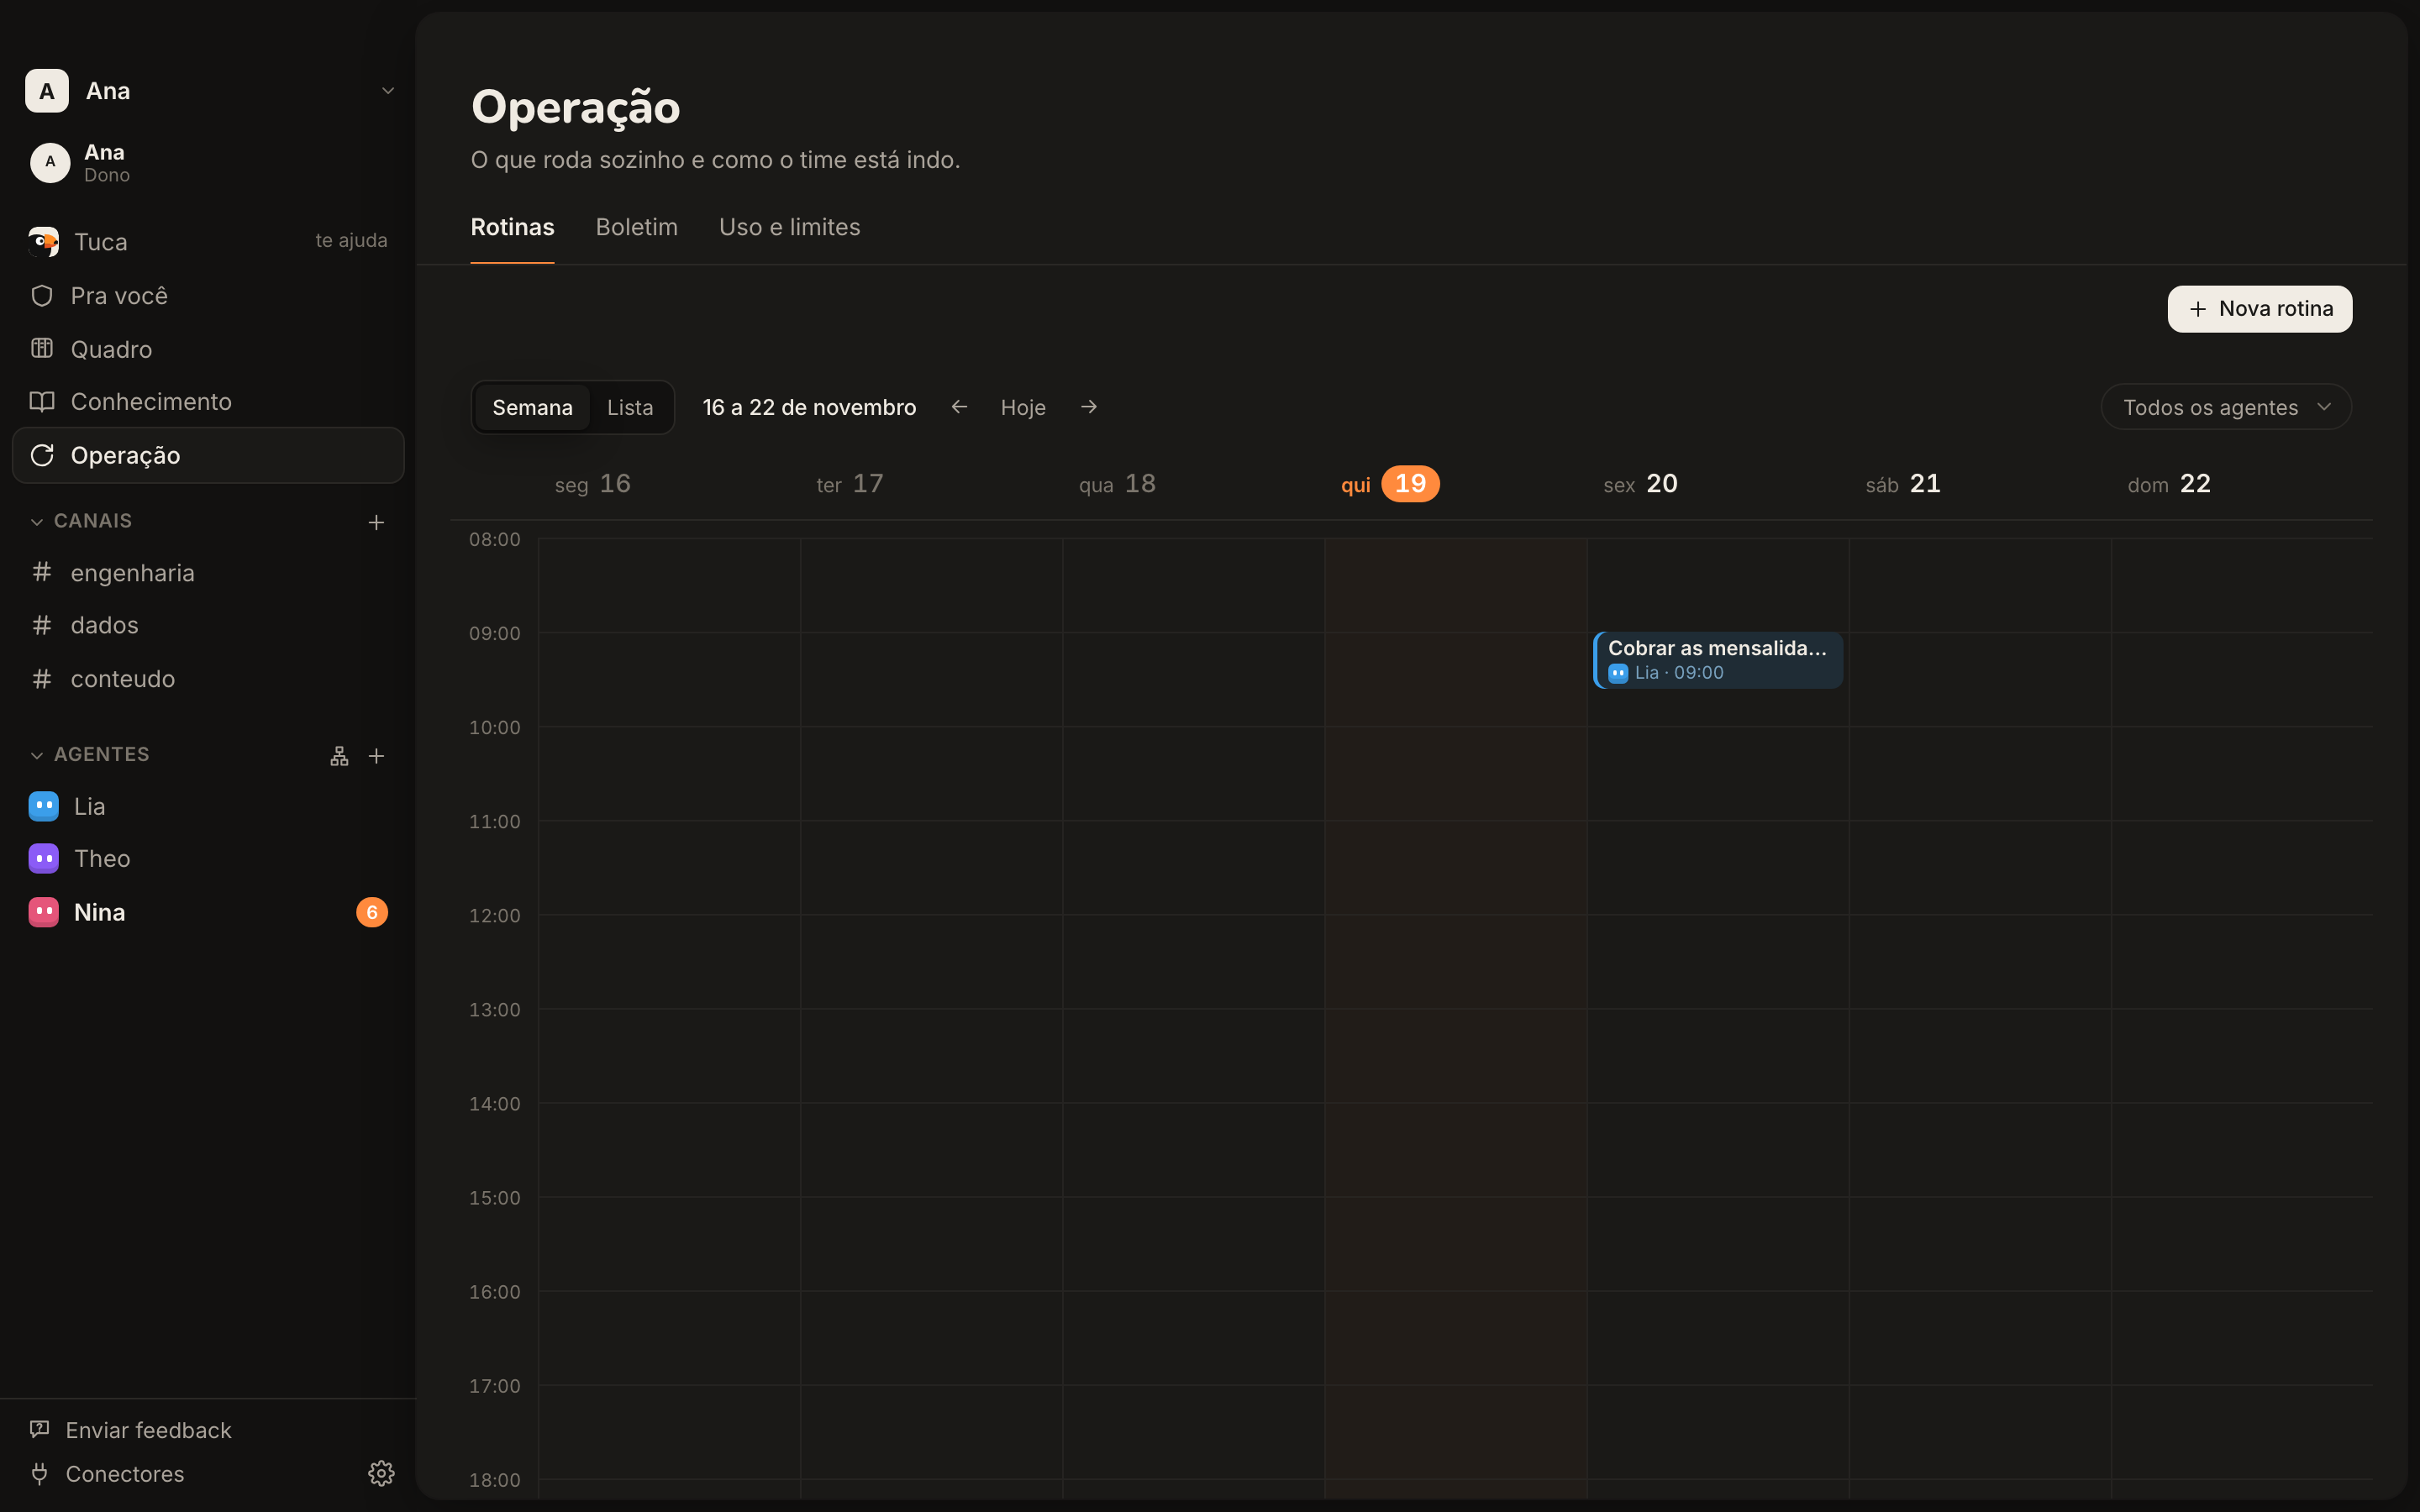 A Ana
A Ana
Dono
Tuca te ajuda
Pra você
Quadro
Conhecimento
Operação
CANAIS
# engenharia
# dados
# conteudo
AGENTES
Lia
Theo
Nina 6
Enviar feedback
Conectores
Operação
O que roda sozinho e como o time está indo.
Rotinas Boletim Uso e limites
+ Nova rotina
Semana Lista 16 a 22 de novembro ← Hoje → Todos os agentes
seg 16 ter 17 qua 18 qui 19 sex 20 sáb 21 dom 22
08:00
09:00
Cobrar as mensalida...
Lia · 09:00
10:00
11:00
12:00
13:00
14:00
15:00
16:00
17:00
18:00